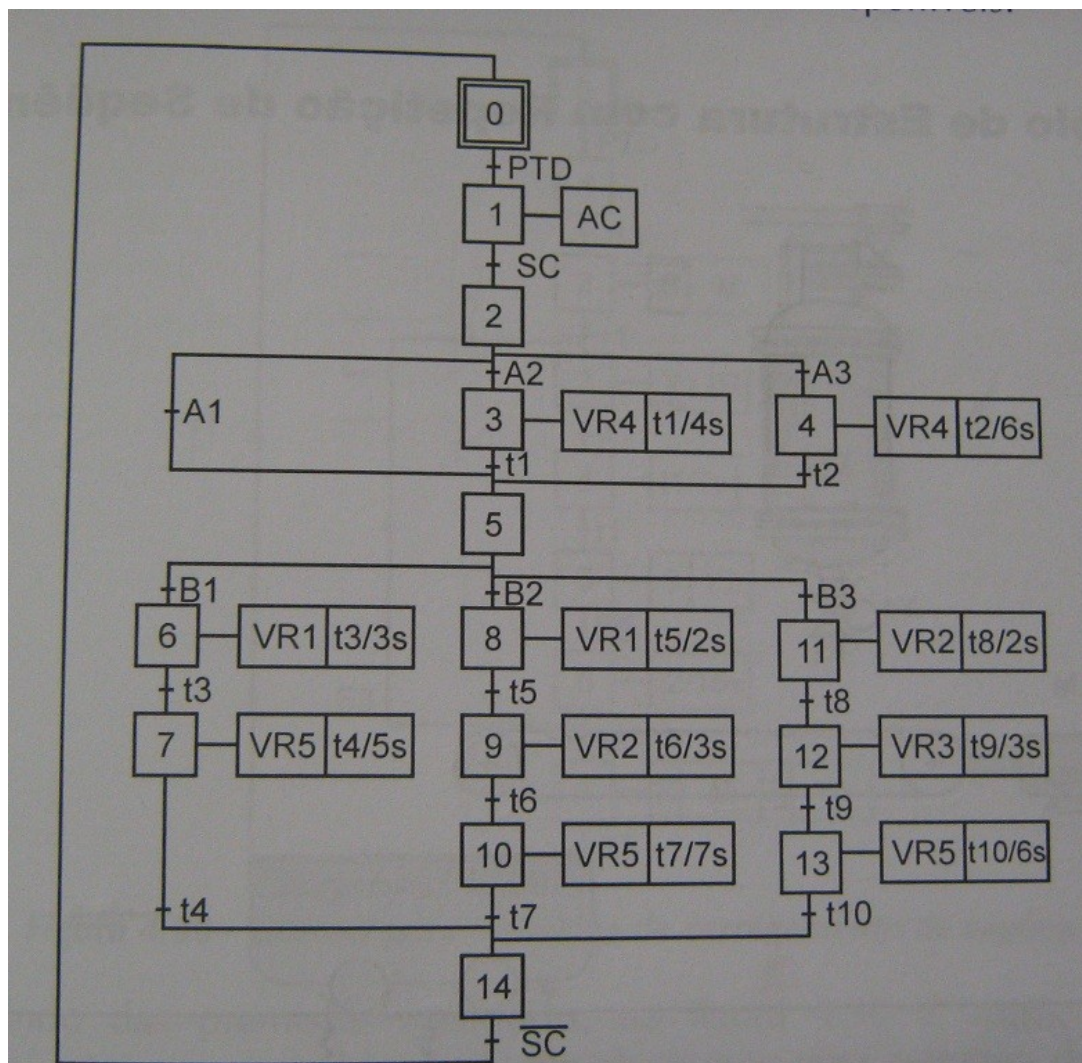 0
PTD
1 AC
SC
2
A1 A2 A3
3 VR4 t1/4s 4 VR4 t2/6s
t1 t2
5
B1 B2 B3
6 VR1 t3/3s 8 VR1 t5/2s 11 VR2 t8/2s
t3 t5 t8
7 VR5 t4/5s 9 VR2 t6/3s 12 VR3 t9/3s
t6 t9
10 VR5 t7/7s 13 VR5 t10/6s
t4 t7 t10
14
S̅C̅